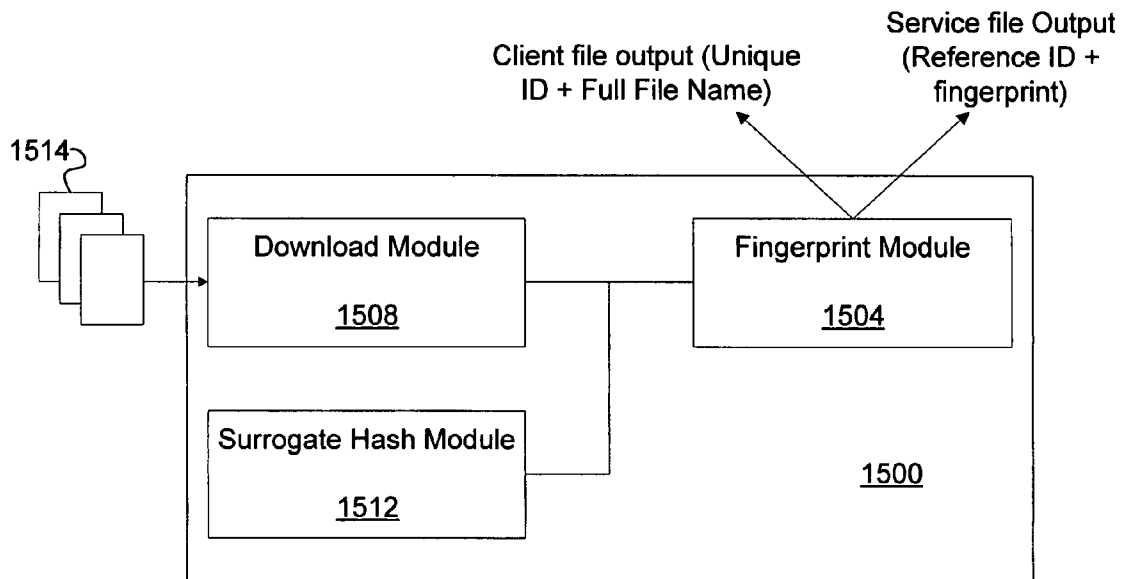 Service file Output
(Reference ID +
fingerprint)
Client file output (Unique
ID + Full File Name)
1514
Download Module
1508
Fingerprint Module
1504
Surrogate Hash Module
1512
1500